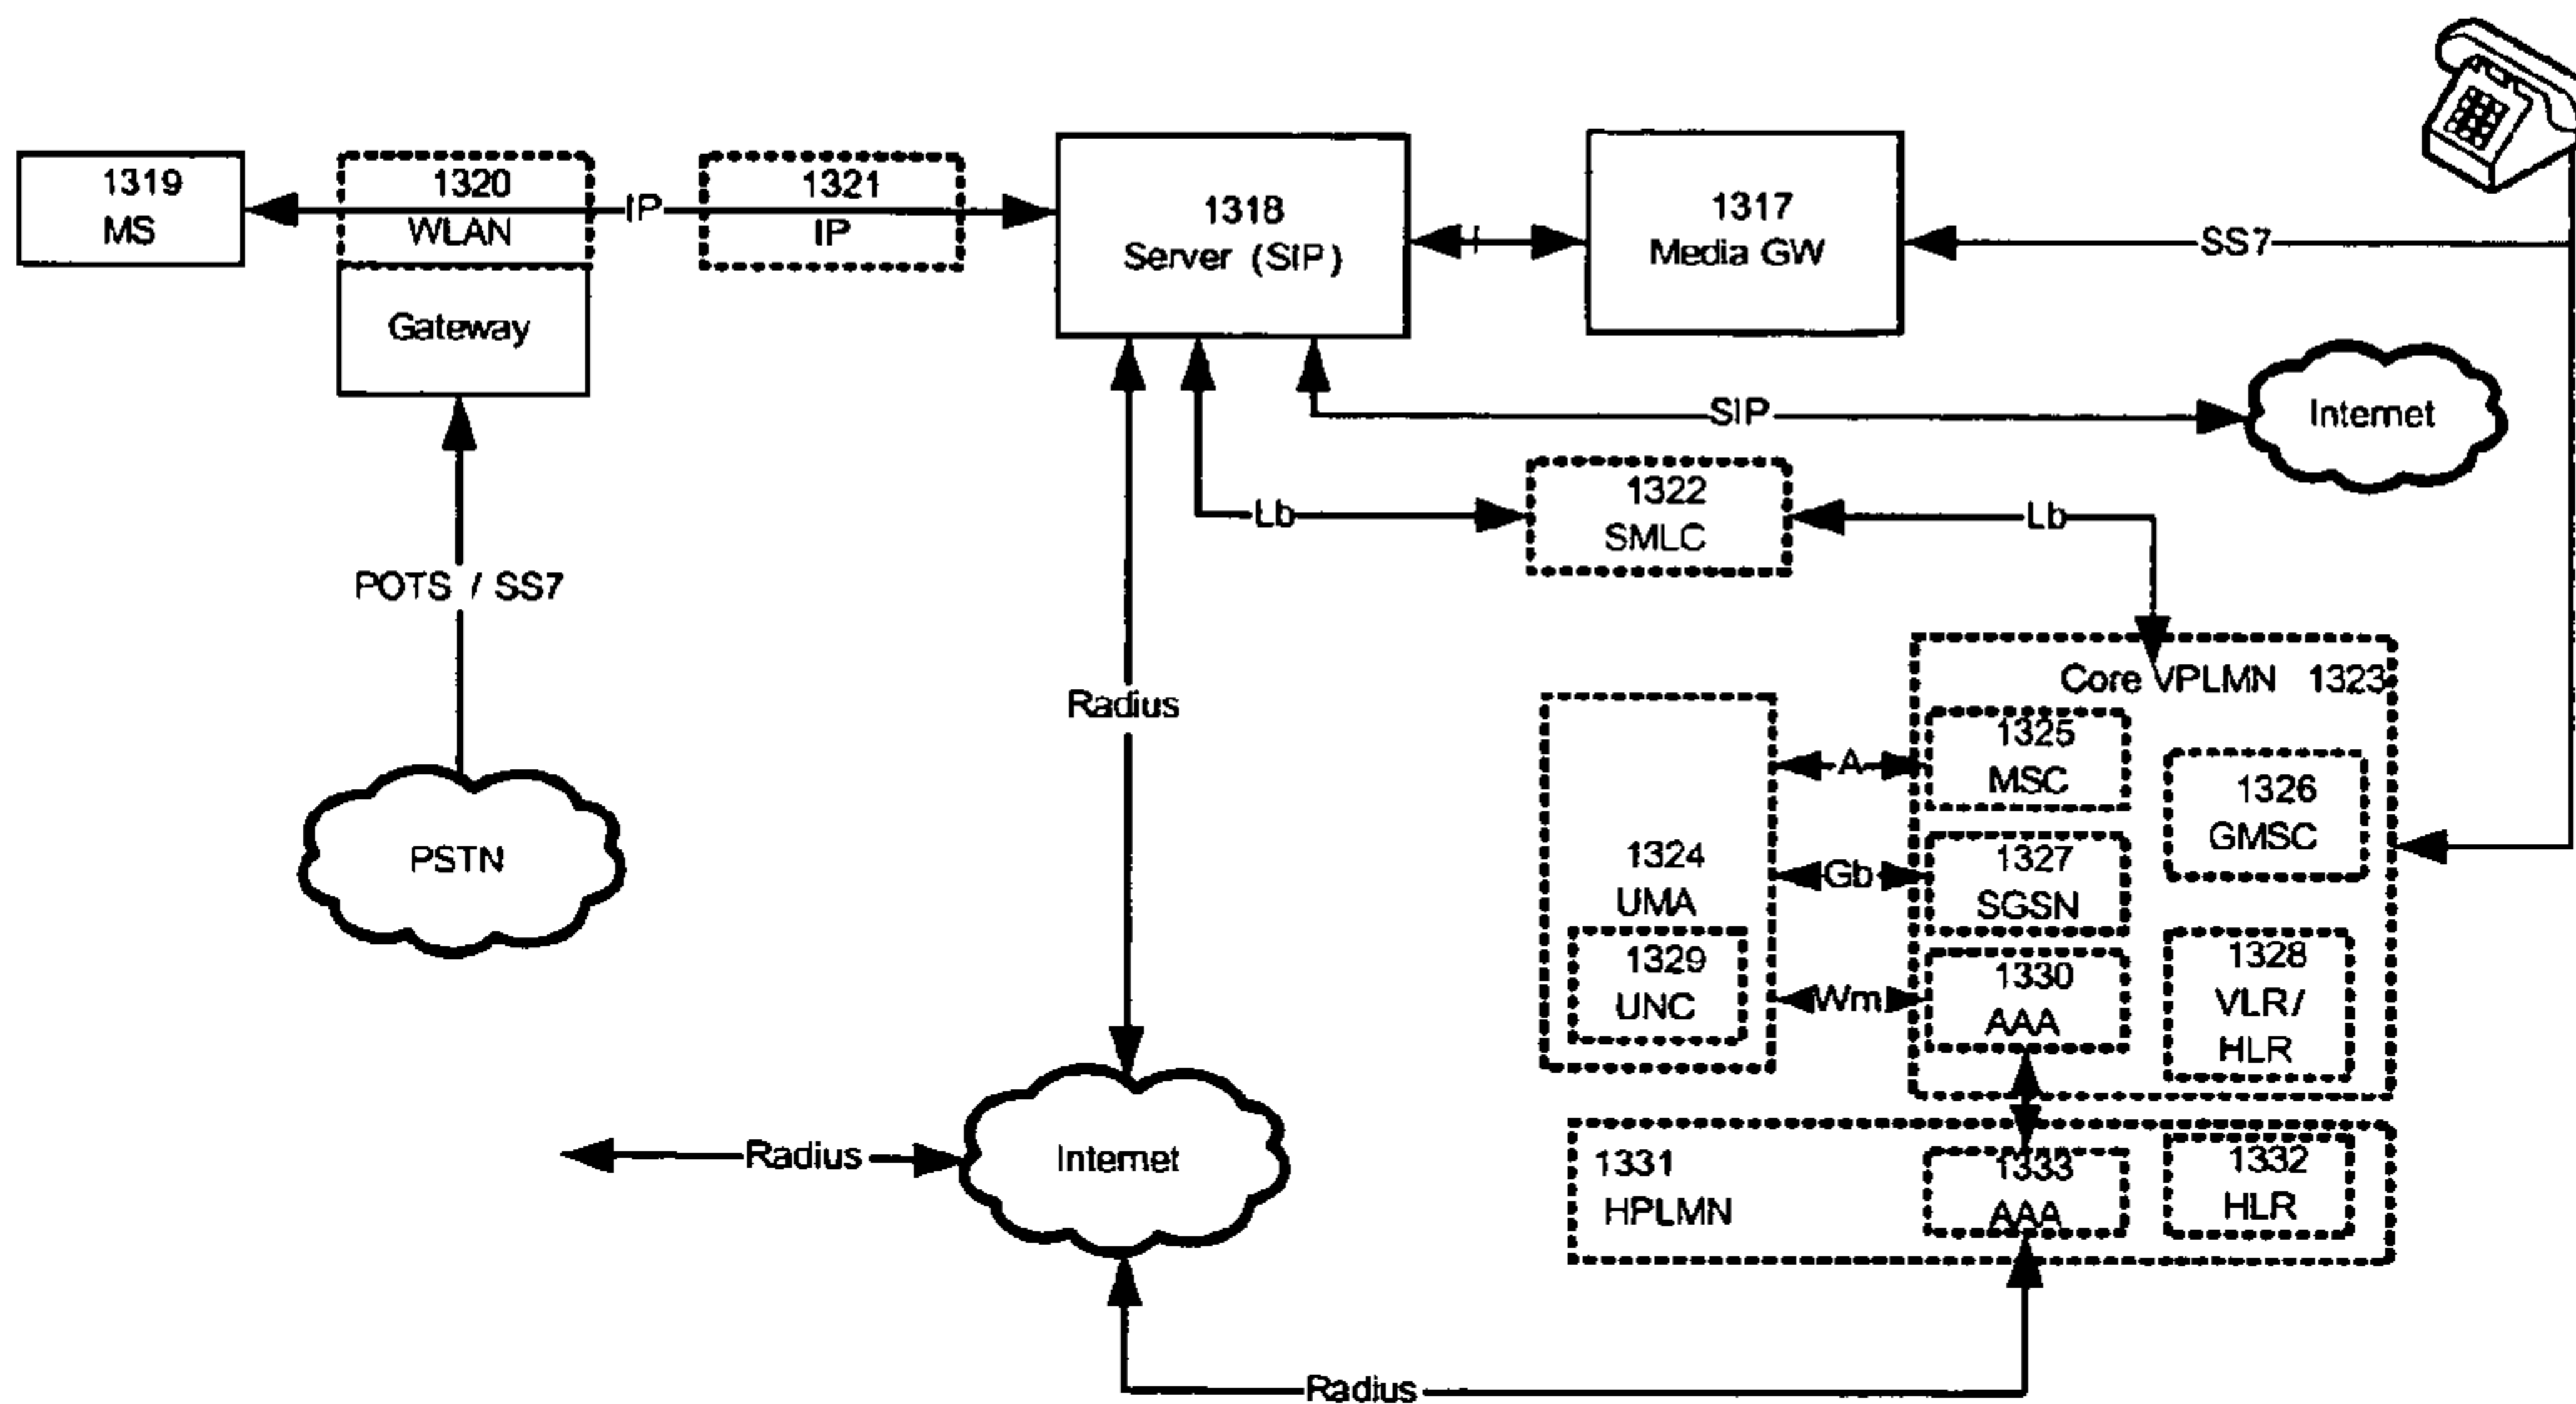 1319
MS
1320
WLAN
IP
1321
IP
Gateway
1318
Server (SIP)
1317
Media GW
SS7
SIP
Internet
Lb
1322
SMLC
Lb
POTS / SS7
PSTN
Radius
Core VPLMN 1323
1325
MSC
1326
GMSC
A
1324
UMA
Gb
1327
SGSN
1329
UNC
Wm
1330
AAA
1328
VLR/
HLR
Radius
Internet
1331
HPLMN
1333
AAA
1332
HLR
Radius